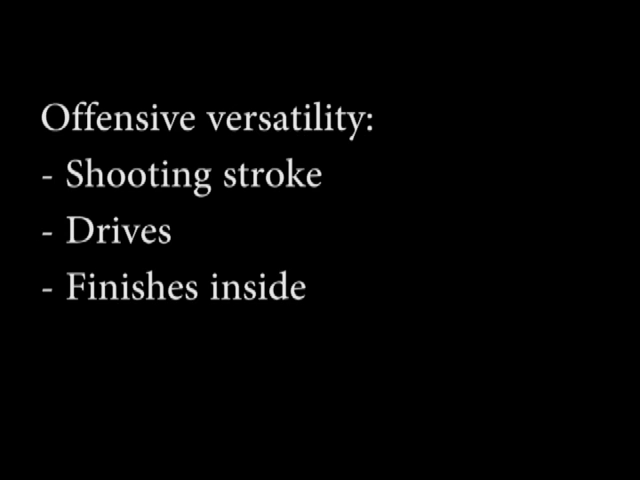 Offensive versatility:
- Shooting stroke
- Drives
- Finishes inside